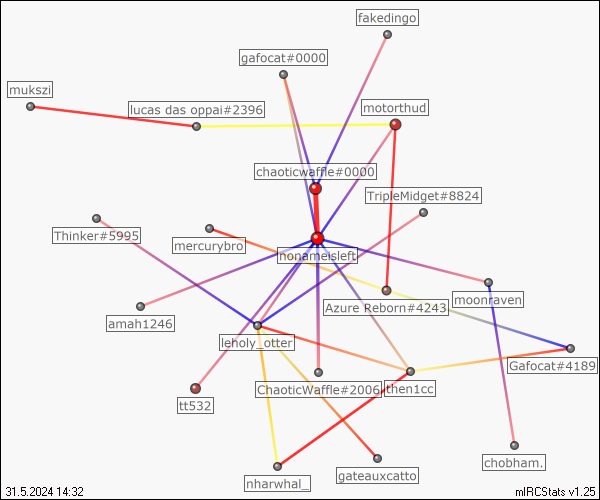 fakedingo
gafocat#0000
mukszi
lucas das oppai#2396
motorthud
chaoticwaffle#0000
TripleMidget#8824
Thinker#5995
mercurybro
nonameisleft
Azure Reborn#4243
moonraven
amah1246
leholy_otter
Gafocat#4189
ChaoticWaffle#2006
then1cc
tt532
chobham.
gateauxcatto
nharwhal_
31.5.2024 14:32
mIRCStats v1.25